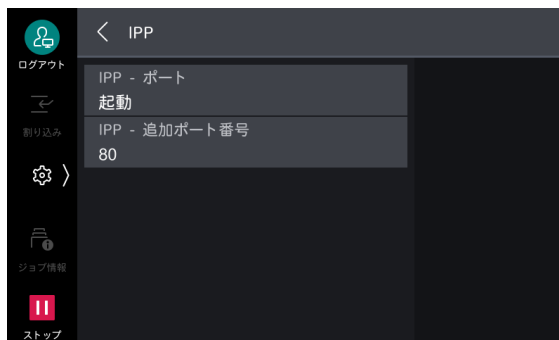 IPP
ログアウト
IPP - ポート
起動
割り込み
IPP - 追加ポート番号
80
ジョブ情報
ストップ